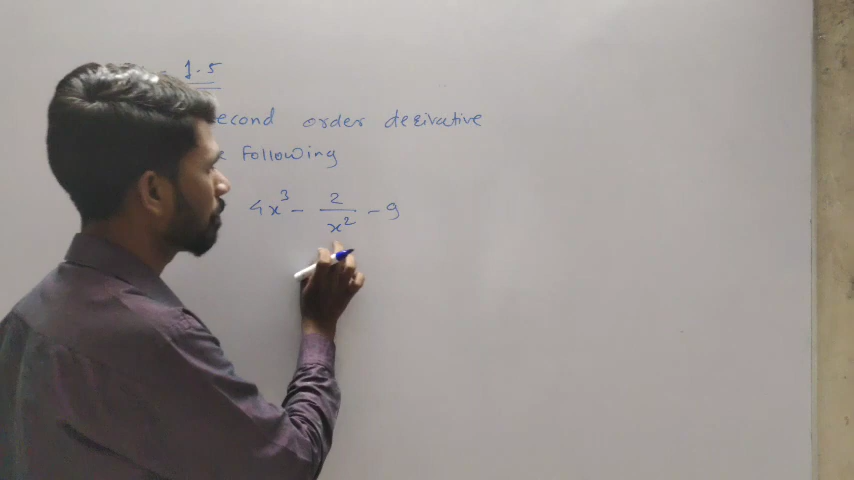 1.5
econd order derivative
Following
4x³ - 2/x² - 9